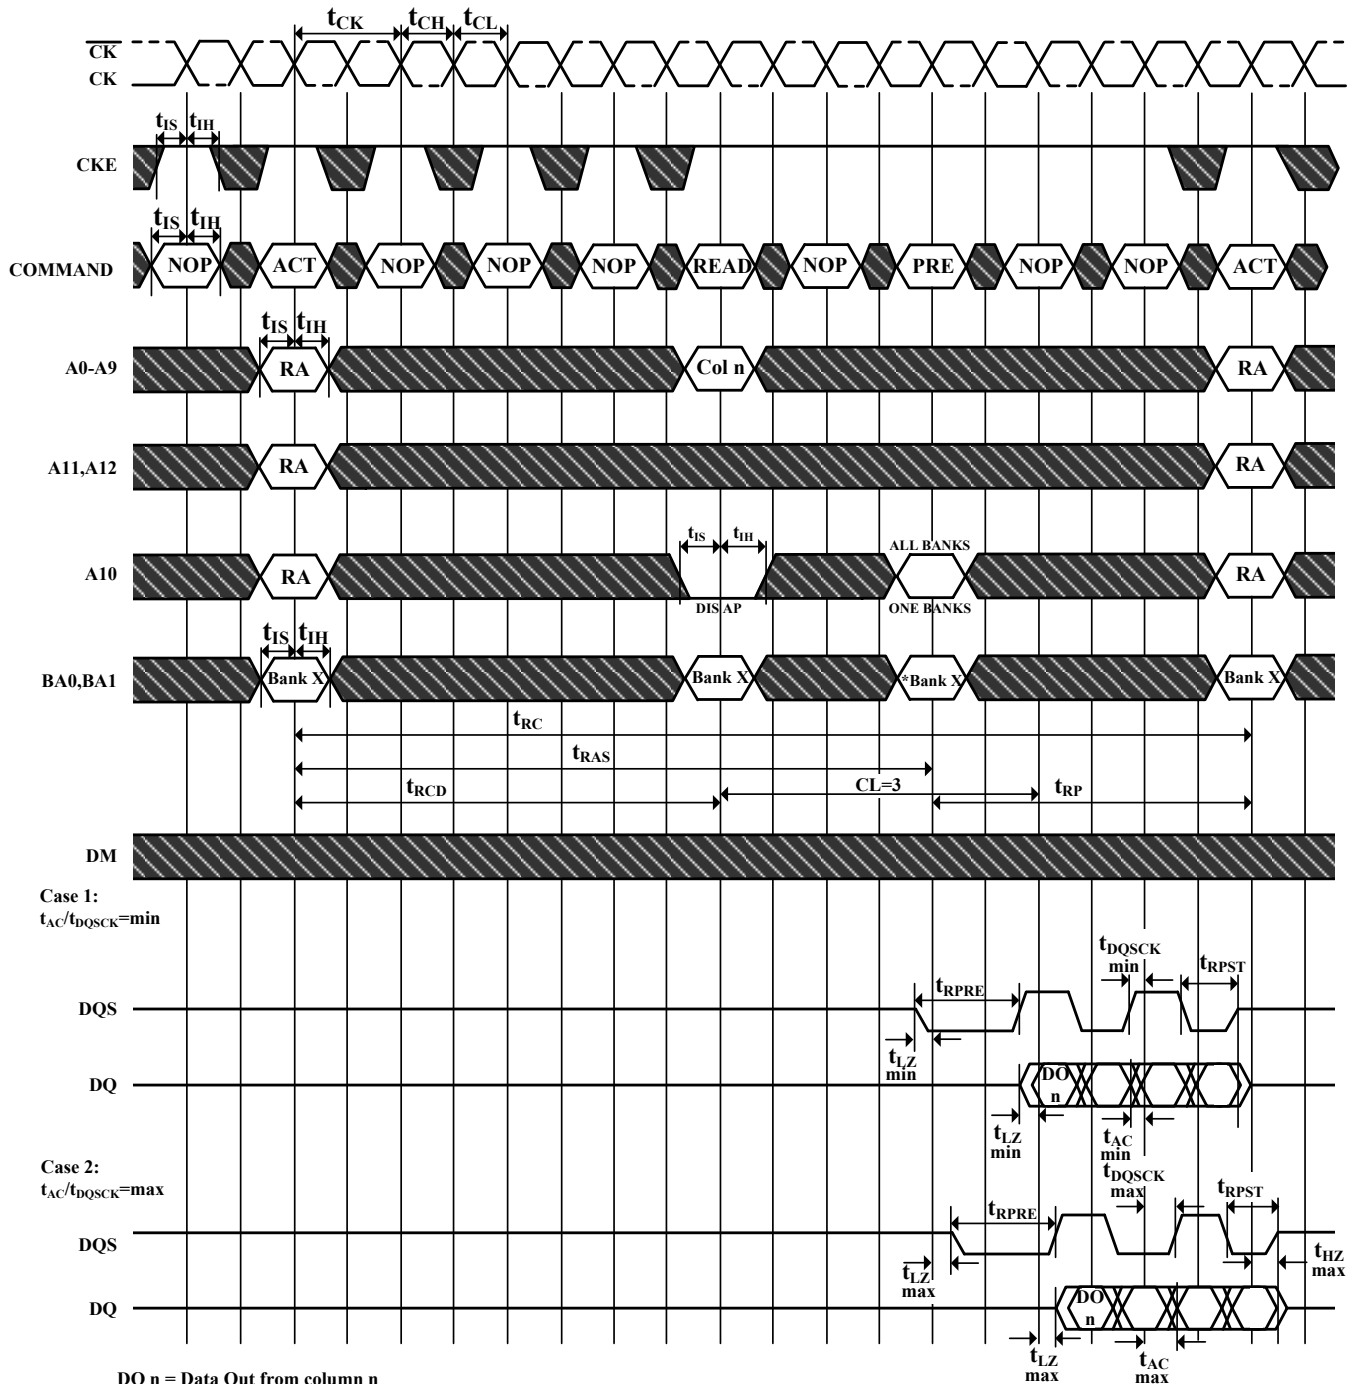 tCK tCH tCL
CK
CK
tIS tIH
CKE
tIS tIH
COMMAND NOP ACT NOP NOP NOP READ NOP PRE NOP NOP ACT
tIS tIH
A0-A9 RA Col n RA
A11,A12 RA RA
tIS tIH ALL BANKS
A10 RA RA
DIS AP ONE BANKS
tIS tIH
BA0,BA1 Bank X Bank X *Bank X Bank X
tRC
tRAS
tRCD CL=3 tRP
DM
Case 1:
tAC/tDQSCK=min
tDQSCK
min
tRPST
tRPRE
DQS
tLZ
min
DQ DO
n
tLZ
min
tAC
min
Case 2:
tAC/tDQSCK=max
tDQSCK
max
tRPST
tRPRE
DQS
tLZ
max
tHZ
max
DQ DO
n
tLZ
max
tAC
max
DO n = Data Out from column n